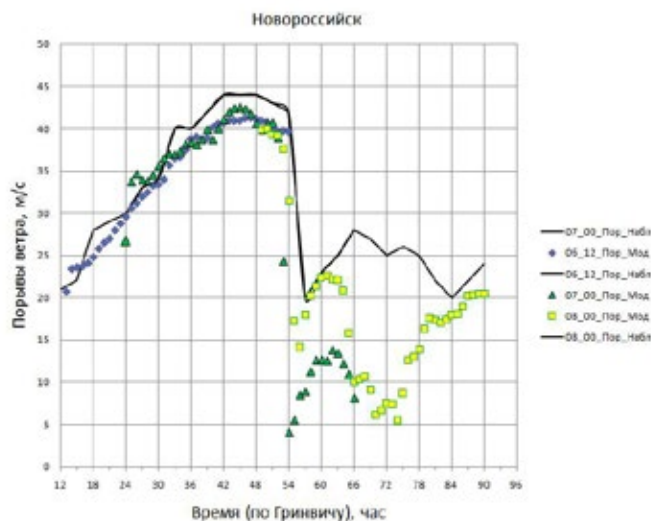 Новороссийск
Порывы ветра, м/с
50
45
40
35
30
25
20
15
10
5
0
12 18 24 30 36 42 48 54 60 66 72 78 84 90 96
Время (по Гринвичу), час
07_00_Пор_Набл
06_12_Пор_Мод
06_12_Пор_Набл
07_00_Пор_Мод
08_00_Пор_Мод
08_00_Пор_Набл